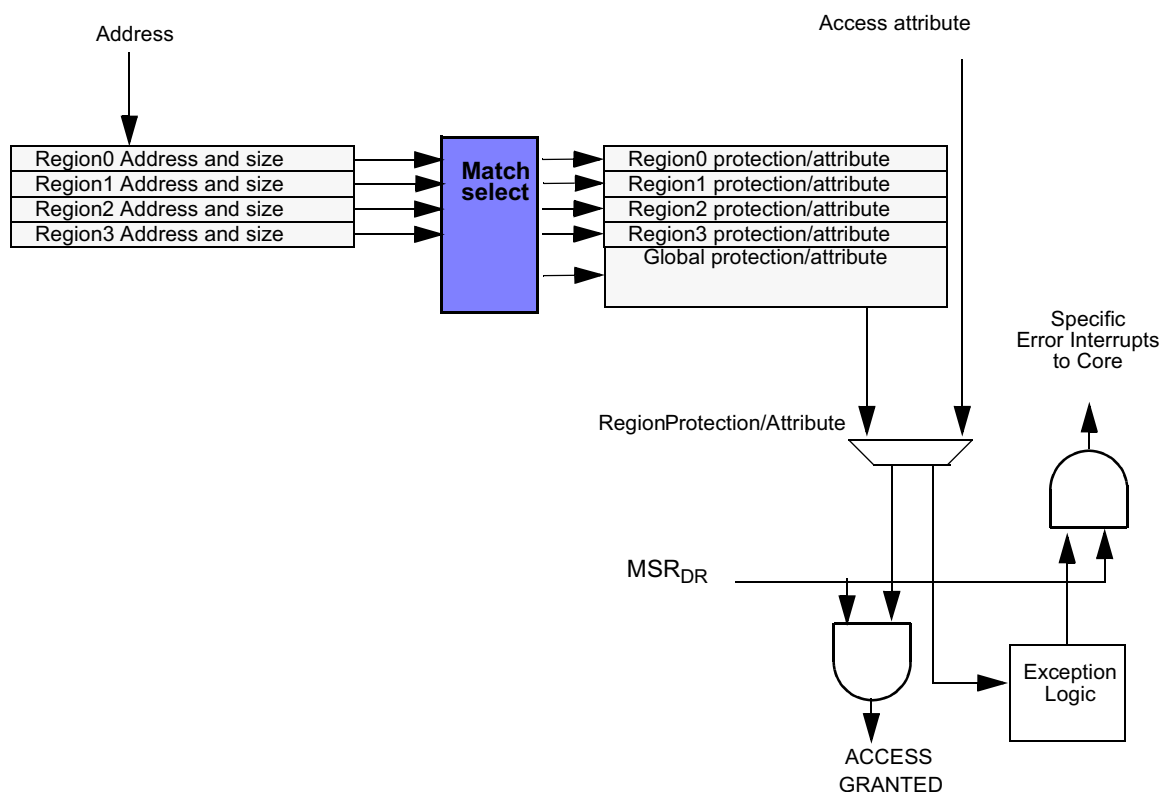 Address
Access attribute
Region0 Address and size
Region1 Address and size
Region2 Address and size
Region3 Address and size
Match
select
Region0 protection/attribute
Region1 protection/attribute
Region2 protection/attribute
Region3 protection/attribute
Global protection/attribute
Specific
Error Interrupts
to Core
RegionProtection/Attribute
MSRDR
Exception
Logic
ACCESS
GRANTED